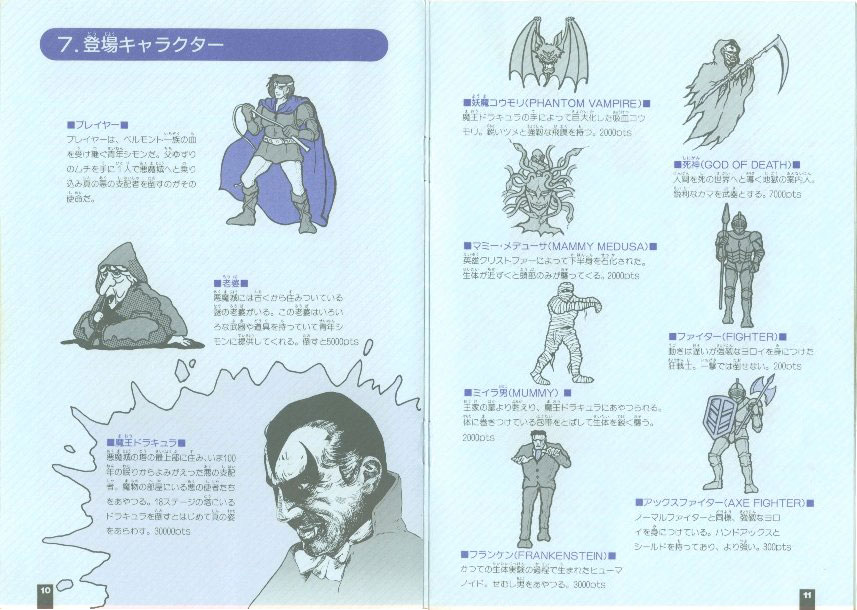 7. 登場キャラクター
■プレイヤー■
プレイヤーは、ベルモント一族の血
を受け継ぐ青年シモンだ。父ゆずり
のムチを手に1人で悪魔城へと乗り
込み真の悪の支配者を倒すのがその
使命だ。
■老婆■
悪魔城には古くから住みついている
謎の老婆がいる。この老婆はいろい
ろな武器や道具を持っていて青年シ
モンに提供してくれる。倒すと5000pts
■魔王ドラキュラ■
悪魔城の塔の最上部に住み、いま100
年の眠りからよみがえった悪の支配
者。魔物の部屋にいる悪の使者たち
をあやつる。18ステージの塔にいる
ドラキュラを倒すとはじめて真の姿
をあらわす。30000pts
10
■妖魔コウモリ(PHANTOM VAMPIRE)■
魔王ドラキュラの手によって巨大化した吸血コウ
モリ。鋭いツメと強靱な飛膜を持つ。2000pts
■マミー・メデューサ(MAMMY MEDUSA)■
英雄クリストファーによって下半身を石化された。
生体が近ずくと頭部のみが襲ってくる。2000pts
■ミイラ男(MUMMY) ■
王家の墓より甦えり、魔王ドラキュラにあやつられる。
体に巻きつけている包帯をとばして生体を鋭く襲う。
2000pts
■フランケン(FRANKENSTEIN)■
かつての生体実験の過程で生まれたヒューマ
ノイド。せむし男をあやつる。3000pts
■死神(GOD OF DEATH)■
人間を死の世界へと導く地獄の案内人。
鋭利なカマを武器とする。7000pts
■ファイター(FIGHTER)■
動きは遅いが強靱なヨロイを身につけた
狂戦士。一撃では倒せない。200pts
■アックスファイター(AXE FIGHTER)■
ノーマルファイターと同様、強靱なヨロ
イを身につけている。ハンドアックスと
シールドを持っており、より強い。300pts
11